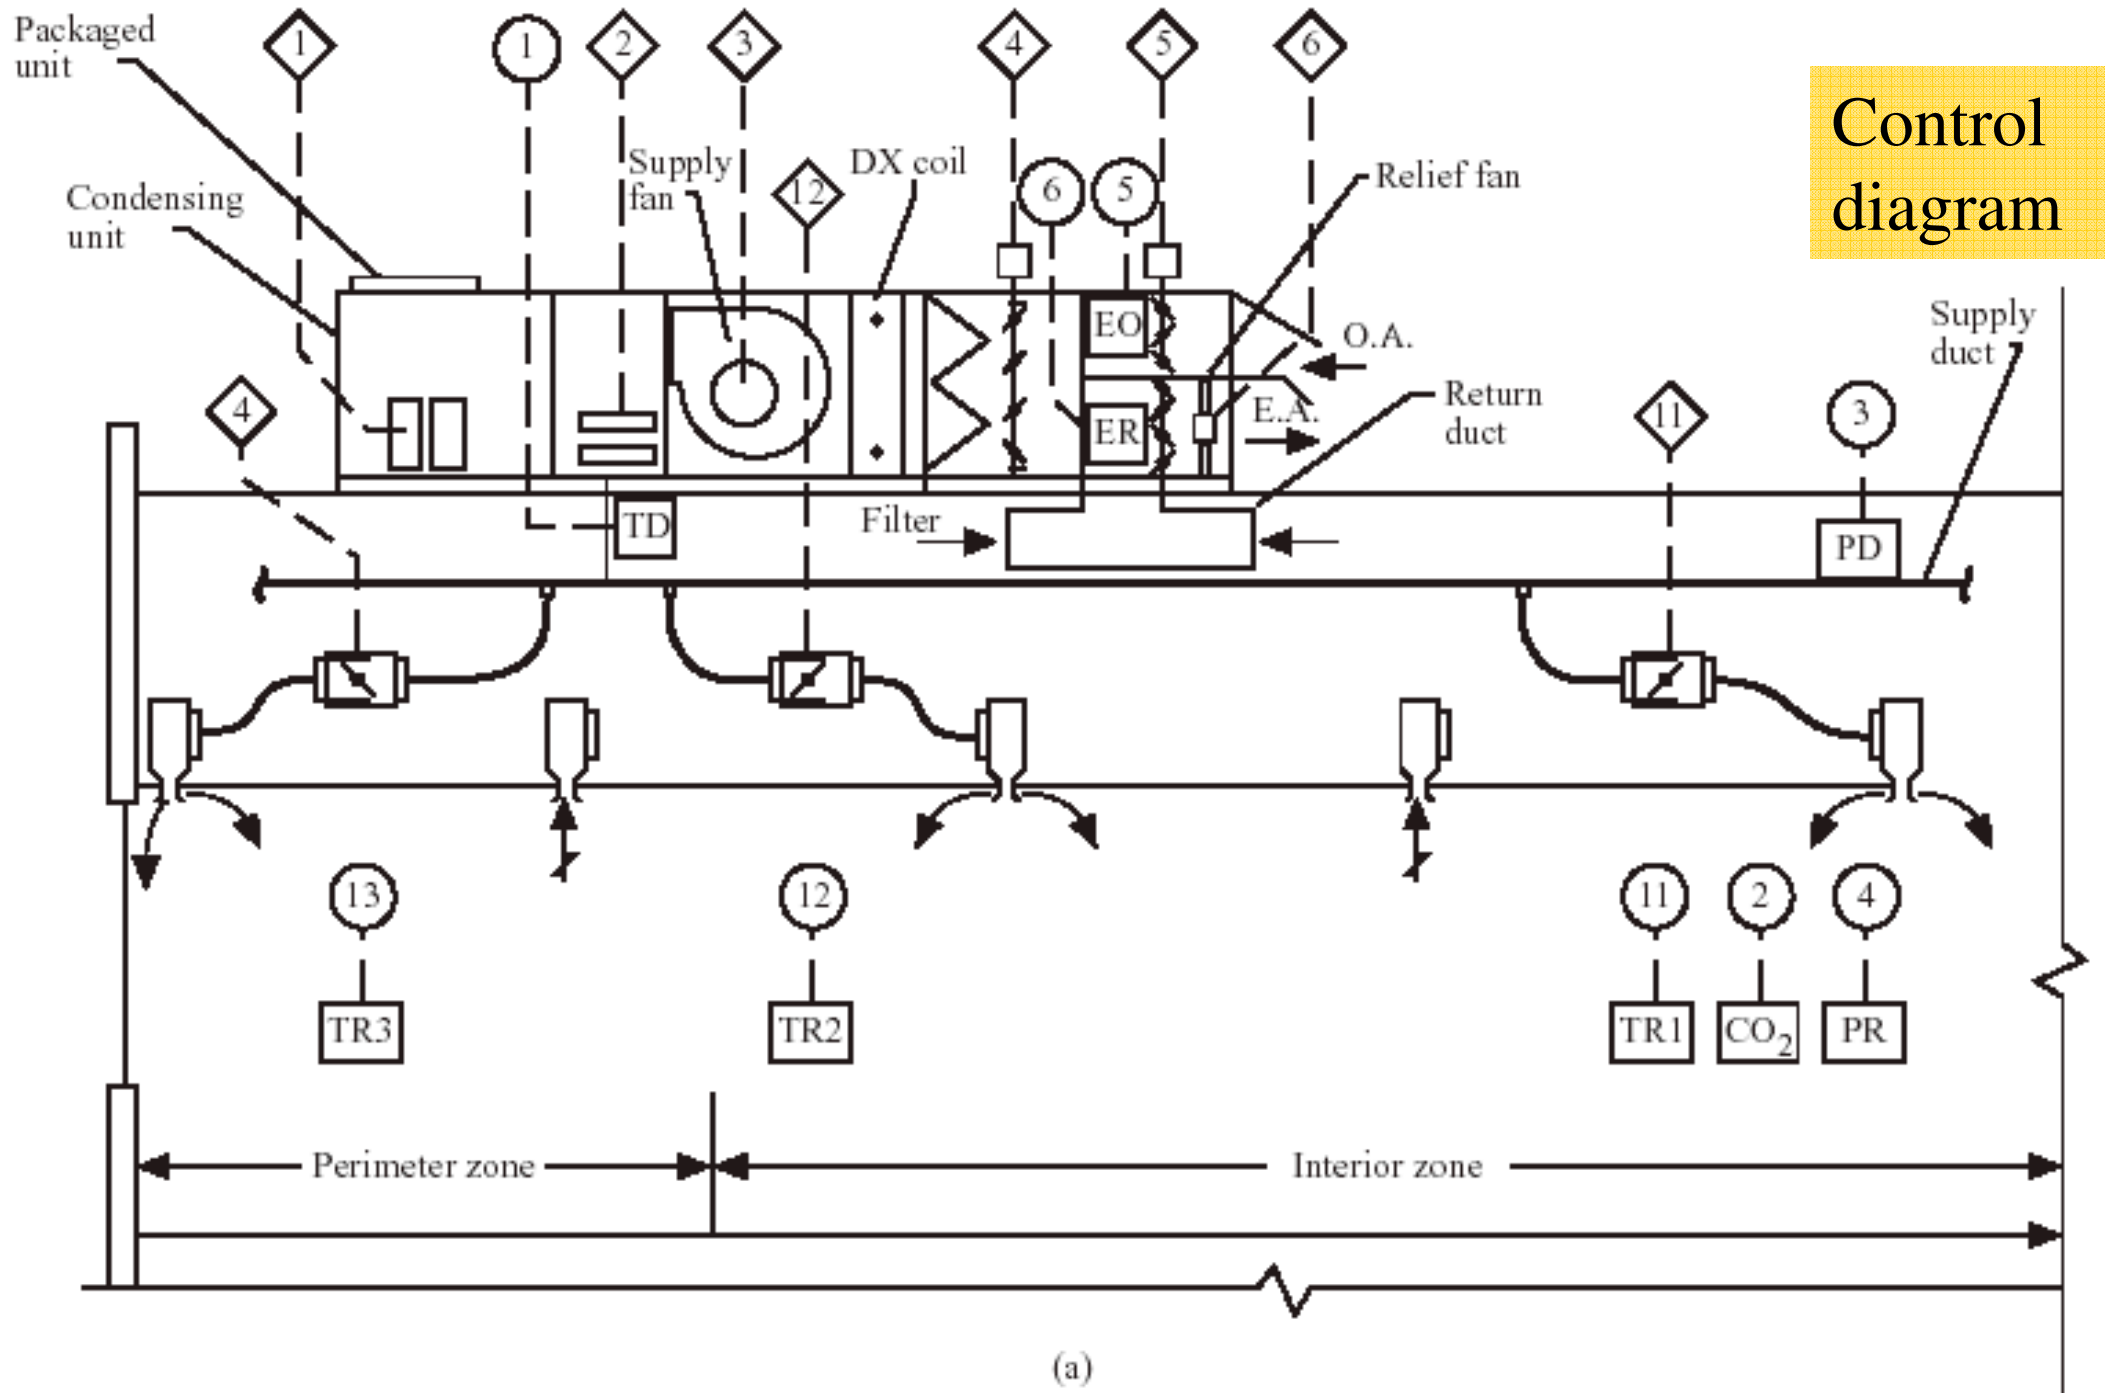 Packaged
unit
1
1
2
3
4
5
6
Control
diagram
Supply
fan
12
DX coil
6
5
Relief fan
Condensing
unit
EO
O.A.
Supply
duct
4
ER
E.A.
Return
duct
11
3
TD
Filter
PD
13
12
11
2
4
TR3
TR2
TR1
CO2
PR
Perimeter zone
Interior zone
(a)